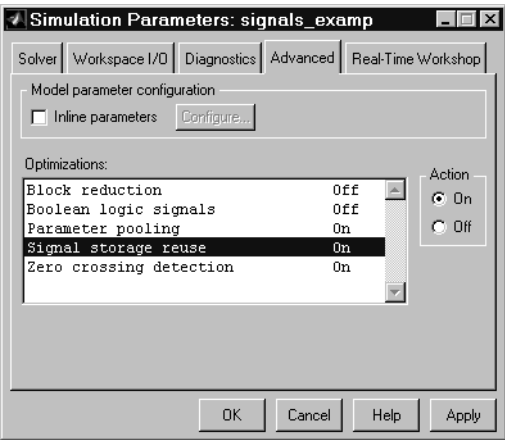 Simulation Parameters: signals_examp
Solver Workspace I/O Diagnostics Advanced Real-Time Workshop
Model parameter configuration
Inline parameters Configure...
Optimizations:
Action
Block reduction Off
Boolean logic signals Off
Parameter pooling On
Signal storage reuse On
Zero crossing detection On
On
Off
OK Cancel Help Apply